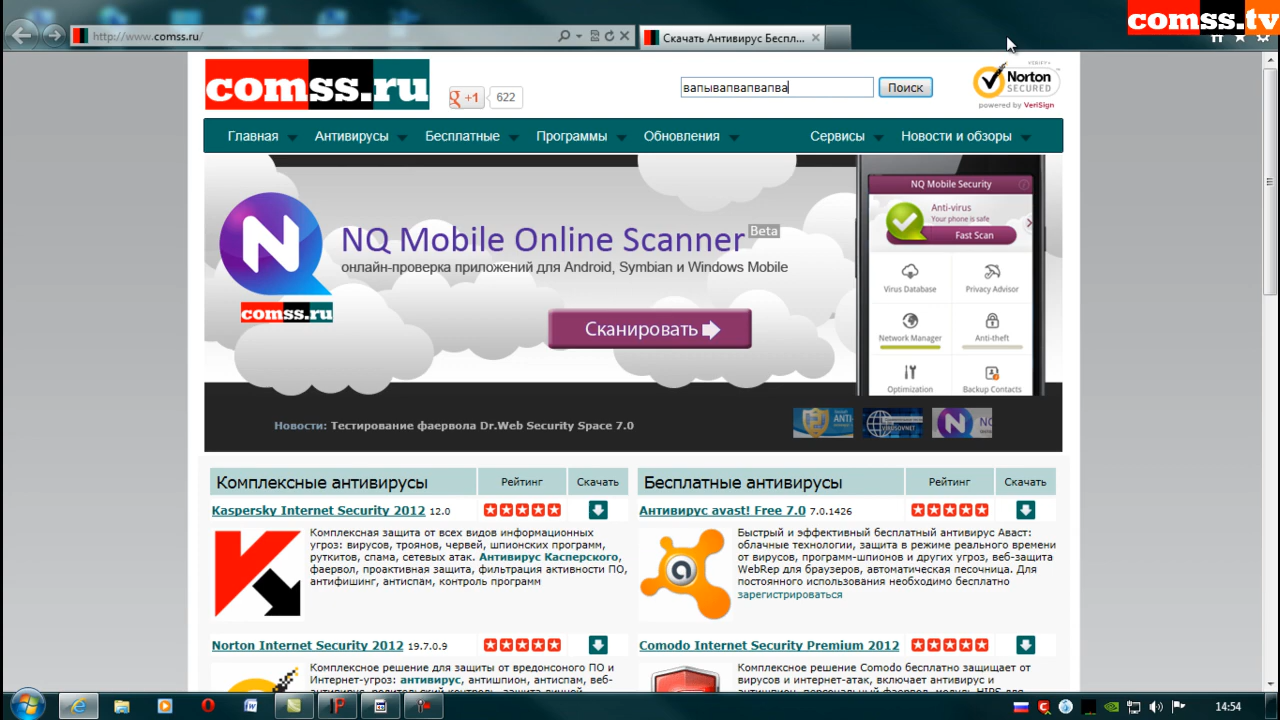 comss.tv
http://www.comss.ru/
Скачать Антивирус Беспл...
comss.ru
+1
622
вапывапвапвапва
Поиск
Norton
SECURED
powered by VeriSign
Главная
Антивирусы
Бесплатные
Программы
Обновления
Сервисы
Новости и обзоры
NQ Mobile Online Scanner Beta
онлайн-проверка приложений для Android, Symbian и Windows Mobile
comss.ru
Сканировать
NQ Mobile Security
Anti-virus
Your phone is safe
Fast Scan
Virus Database
Privacy Advisor
Network Manager
Anti-theft
Optimization
Backup Contacts
Новости: Тестирование фаервола Dr.Web Security Space 7.0
Комплексные антивирусы
Рейтинг
Скачать
Kaspersky Internet Security 2012 12.0
Комплексная защита от всех видов информационных
угроз: вирусов, троянов, червей, шпионских программ,
руткитов, спама, сетевых атак. Антивирус Касперского,
фаервол, проактивная защита, фильтрация активности ПО,
антифишинг, антиспам, контроль программ
Norton Internet Security 2012 19.7.0.9
Комплексное решение для защиты от вредоносного ПО и
Интернет-угроз: антивирус, антишпион, антиспам, веб-
Бесплатные антивирусы
Рейтинг
Скачать
Антивирус avast! Free 7.0 7.0.1426
Быстрый и эффективный бесплатный антивирус Аваст:
облачные технологии, защита в режиме реального времени
от вирусов, программ-шпионов и других угроз, веб-защита
WebRep для браузеров, автоматическая песочница. Для
постоянного использования необходимо бесплатно
зарегистрироваться
Comodo Internet Security Premium 2012
Комплексное решение Comodo бесплатно защищает от
вирусов и интернет-атак, включает антивирус и
14:54